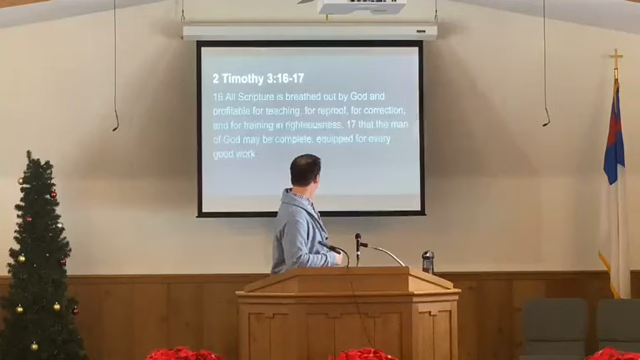 2 Timothy 3:16-17
16 All Scripture is breathed out by God and
profitable for teaching, for reproof, for correction,
and for training in righteousness, 17 that the man
of God may be complete, equipped for every
good work.